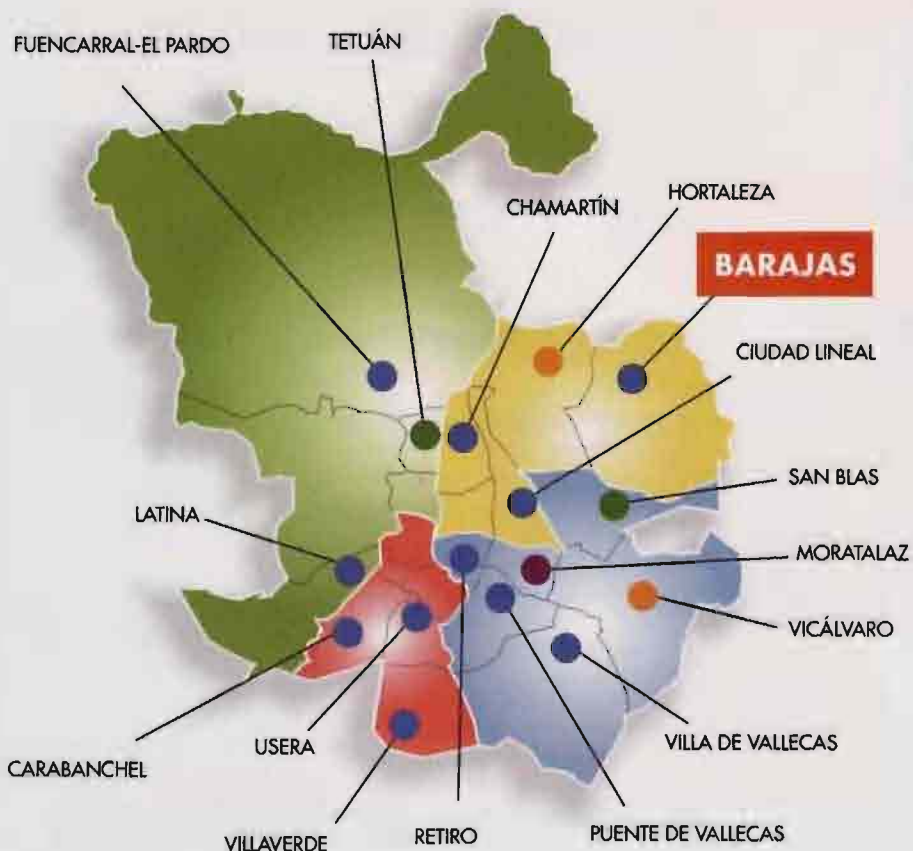 FUENCARRAL-EL PARDO
TETUÁN
CHAMARTÍN
HORTALEZA
BARAJAS
CIUDAD LINEAL
SAN BLAS
LATINA
MORATALAZ
VICÁLVARO
USERA
VILLA DE VALLECAS
CARABANCHEL
VILLAVERDE
RETIRO
PUENTE DE VALLECAS